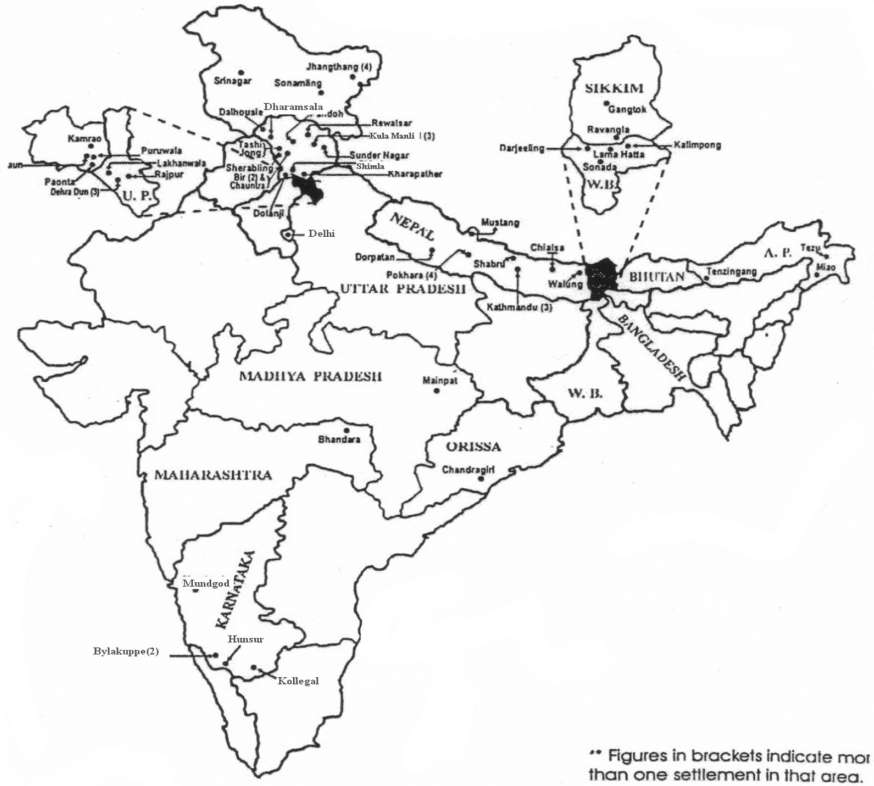 Jhangthang (4)
Srinagar
Sonamling
SIKKIM
Gangtok
Dalhousie
Dharamsala
Rewalsar
Kula Manli (3)
Kamrao
Puruwala
Lakhanwala
Rajpur
Paonta
Dehra Dun (3)
U. P.
Tashi
Jong
Sherabling
Bir (2) &
Chauntra
Sunder Nagar
Shimla
Kharapather
Dolanji
Delhi
Ravangla
Darjeeling
Kalimpong
Lama Hatta
Sonada
W.B.
NEPAL
Mustang
Dorpatan
Pokhara (4)
Shabru
Chialsa
Walung
Kathmandu (3)
BHUTAN
Tenzingang
A. P.
Tezu
Miao
UTTAR PRADESH
BANGLADESH
MADHYA PRADESH
Mainpat
W. B.
Bhandara
ORISSA
Chandragiri
MAHARASHTRA
KARNATAKA
Mundgod
Bylakuppe(2)
Hunsur
Kollegal
** Figures in brackets indicate mor
than one settlement in that area.